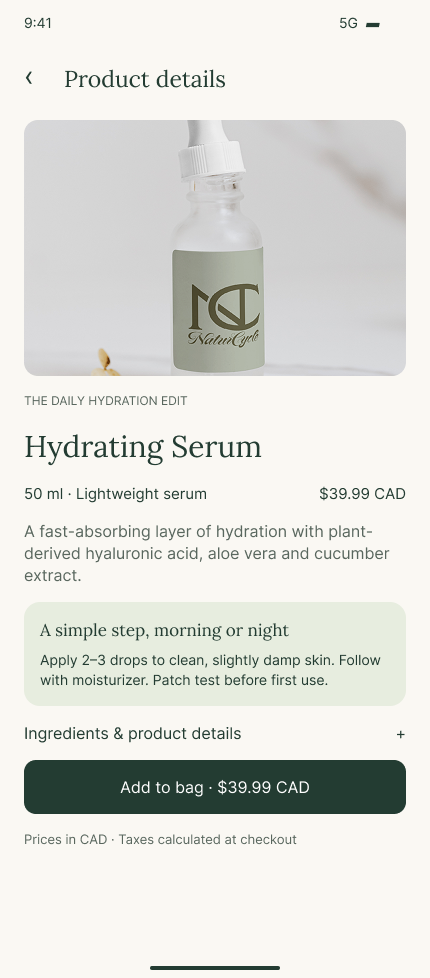 9:41
5G
‹
Product details
NC
NaturCycle
THE DAILY HYDRATION EDIT
Hydrating Serum
50 ml · Lightweight serum
$39.99 CAD
A fast-absorbing layer of hydration with plant-
derived hyaluronic acid, aloe vera and cucumber
extract.
A simple step, morning or night
Apply 2–3 drops to clean, slightly damp skin. Follow
with moisturizer. Patch test before first use.
Ingredients & product details
+
Add to bag · $39.99 CAD
Prices in CAD · Taxes calculated at checkout